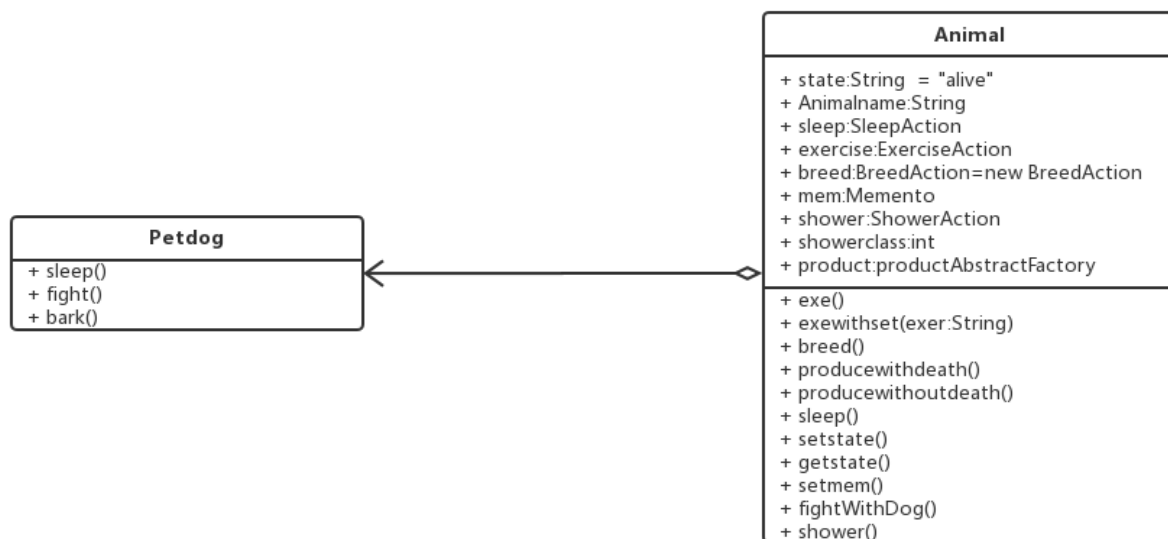 Petdog
+ sleep()
+ fight()
+ bark()
Animal
+ state:String = "alive"
+ Animalname:String
+ sleep:SleepAction
+ exercise:ExerciseAction
+ breed:BreedAction=new BreedAction
+ mem:Memento
+ shower:ShowerAction
+ showerclass:int
+ product:productAbstractFactory
+ exe()
+ exewithset(exer:String)
+ breed()
+ producewithdeath()
+ producewithoutdeath()
+ sleep()
+ setstate()
+ getstate()
+ setmem()
+ fightWithDog()
+ shower()